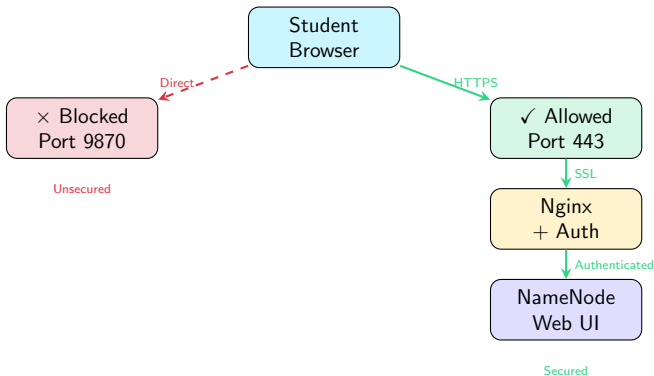 Student
Browser
Direct
HTTPS
× Blocked
Port 9870
✓ Allowed
Port 443
Unsecured
SSL
Nginx
+ Auth
Authenticated
NameNode
Web UI
Secured